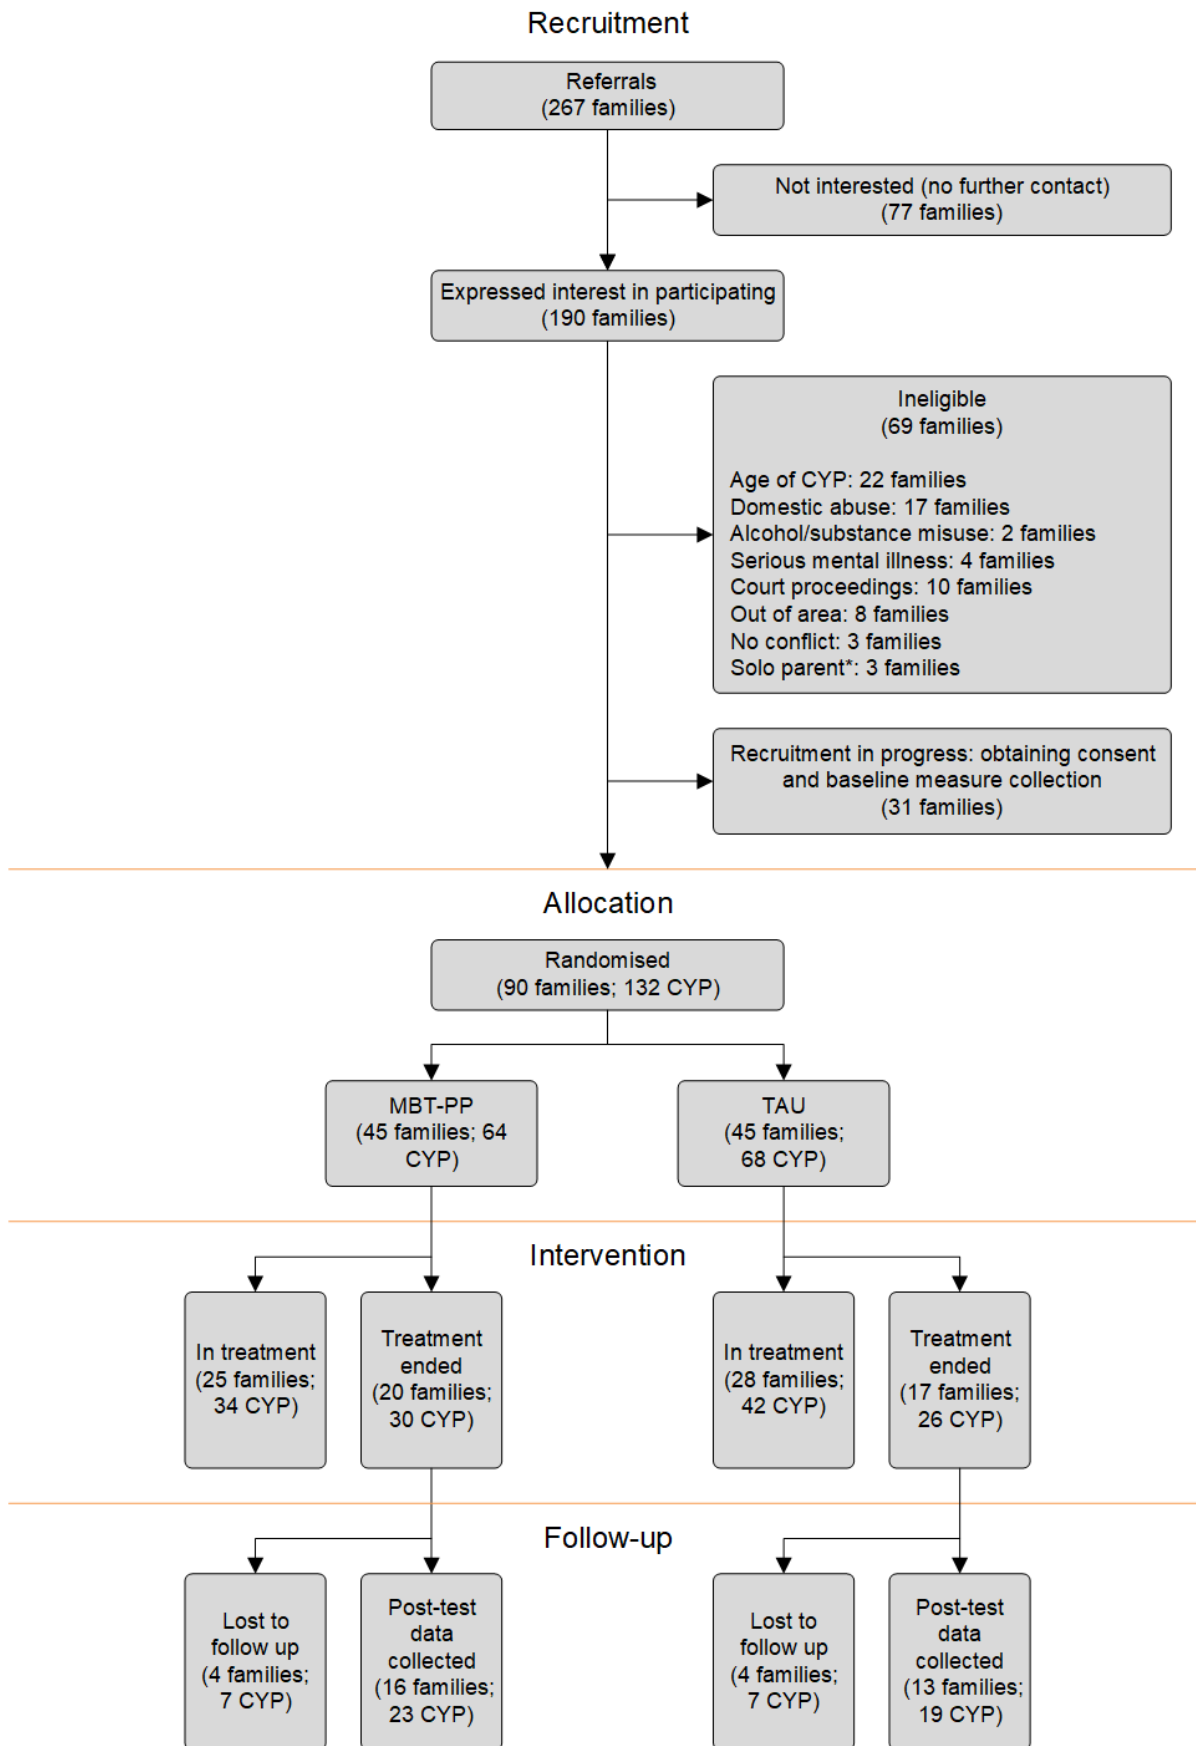 Recruitment
Referrals
(267 families)
Not interested (no further contact)
(77 families)
Expressed interest in participating
(190 families)
Ineligible
(69 families)
Age of CYP: 22 families
Domestic abuse: 17 families
Alcohol/substance misuse: 2 families
Serious mental illness: 4 families
Court proceedings: 10 families
Out of area: 8 families
No conflict: 3 families
Solo parent*: 3 families
Recruitment in progress: obtaining consent
and baseline measure collection
(31 families)
Allocation
Randomised
(90 families; 132 CYP)
MBT-PP
(45 families; 64
CYP)
TAU
(45 families;
68 CYP)
Intervention
In treatment
(25 families;
34 CYP)
Treatment
ended
(20 families;
30 CYP)
In treatment
(28 families;
42 CYP)
Treatment
ended
(17 families;
26 CYP)
Follow-up
Lost to
follow up
(4 families;
7 CYP)
Post-test
data
collected
(16 families;
23 CYP)
Lost to
follow up
(4 families;
7 CYP)
Post-test
data
collected
(13 families;
19 CYP)